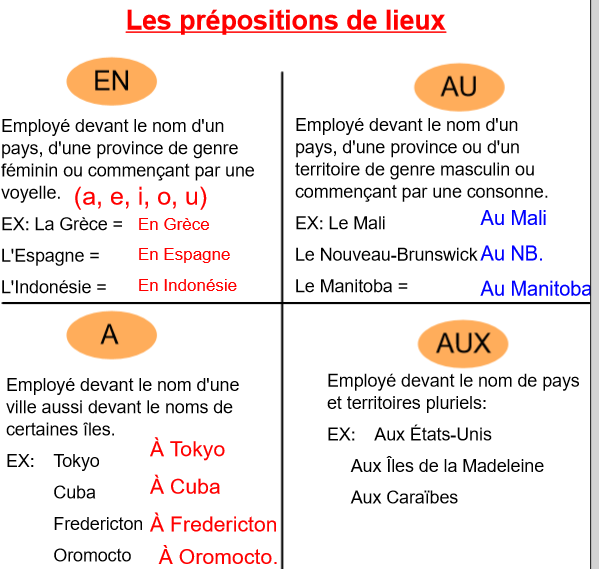 Les prépositions de lieux
EN
Employé devant le nom d'un
pays, d'une province de genre
féminin ou commençant par une
voyelle. (a, e, i, o, u)
EX: La Grèce = En Grèce
L'Espagne = En Espagne
L'Indonésie = En Indonésie
AU
Employé devant le nom d'un
pays, d'une province ou d'un
territoire de genre masculin ou
commençant par une consonne.
EX: Le Mali Au Mali
Le Nouveau-Brunswick Au NB.
Le Manitoba = Au Manitoba
A
Employé devant le nom d'une
ville aussi devant le noms de
certaines îles.
EX: Tokyo À Tokyo
Cuba À Cuba
Fredericton À Fredericton
Oromocto À Oromocto.
AUX
Employé devant le nom de pays
et territoires pluriels:
EX: Aux États-Unis
Aux Îles de la Madeleine
Aux Caraïbes